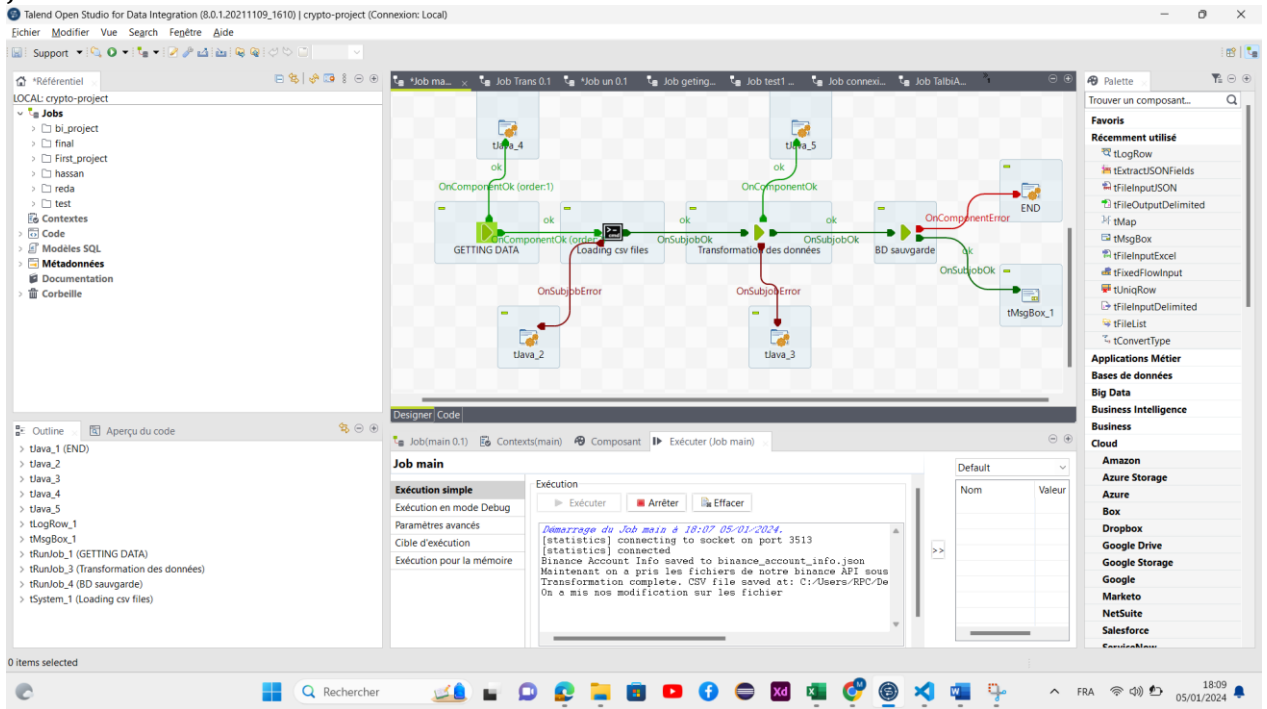 Talend Open Studio for Data Integration (8.0.1.20211109_1610) | crypto-project (Connexion: Local)
Fichier Modifier Vue Search Fenêtre Aide
Support
*Référentiel
LOCAL: crypto-project
Jobs
bi_project
final
First_project
hassan
reda
test
Contextes
Code
Modèles SQL
Métadonnées
Documentation
Corbeille
Outline Aperçu du code
tJava_1 (END)
tJava_2
tJava_3
tJava_4
tJava_5
tLogRow_1
tMsgBox_1
tRunJob_1 (GETTING DATA)
tRunJob_3 (Transformation des données)
tRunJob_4 (BD sauvgarde)
tSystem_1 (Loading csv files)
*Job ma... Job Trans 0.1 *Job un 0.1 Job geting... Job test1 ... Job connexi... Job TalbiA...
tJava_4 tJava_5
ok ok
OnComponentOk (order:1) OnComponentOk
END
ok ok ok OnComponentError
OnComponentOk (order: OnSubjobOk OnSubjobOk
GETTING DATA Loading csv files Transformation des données BD sauvgarde
ok
OnSubjobOk
OnSubjobError OnSubjobError
tMsgBox_1
tJava_2 tJava_3
Designer Code
Job(main 0.1) Contexts(main) Composant Exécuter (Job main)
Job main
Exécution simple
Exécution en mode Debug
Paramètres avancés
Cible d'exécution
Exécution pour la mémoire
Exécution
Exécuter Arrêter Effacer
Démarrage du Job main à 18:07 05/01/2024.
[statistics] connecting to socket on port 3513
[statistics] connected
Binance Account Info saved to binance_account_info.json
Maintenant on a pris les fichiers de notre binance API sous
Transformation complete. CSV file saved at: C:/Users/RPC/De
On a mis nos modification sur les fichier
>>
Default
Nom Valeur
Palette
Trouver un composant...
Favoris
Récemment utilisé
tLogRow
tExtractJSONFields
tFileInputJSON
tFileOutputDelimited
tMap
tMsgBox
tFileInputExcel
tFixedFlowInput
tUniqRow
tFileInputDelimited
tFileList
tConvertType
Applications Métier
Bases de données
Big Data
Business Intelligence
Business
Cloud
Amazon
Azure Storage
Azure
Box
Dropbox
Google Drive
Google Storage
Google
Marketo
NetSuite
Salesforce
ServiceNow
0 items selected
Rechercher
Xd
FRA
18:09
05/01/2024